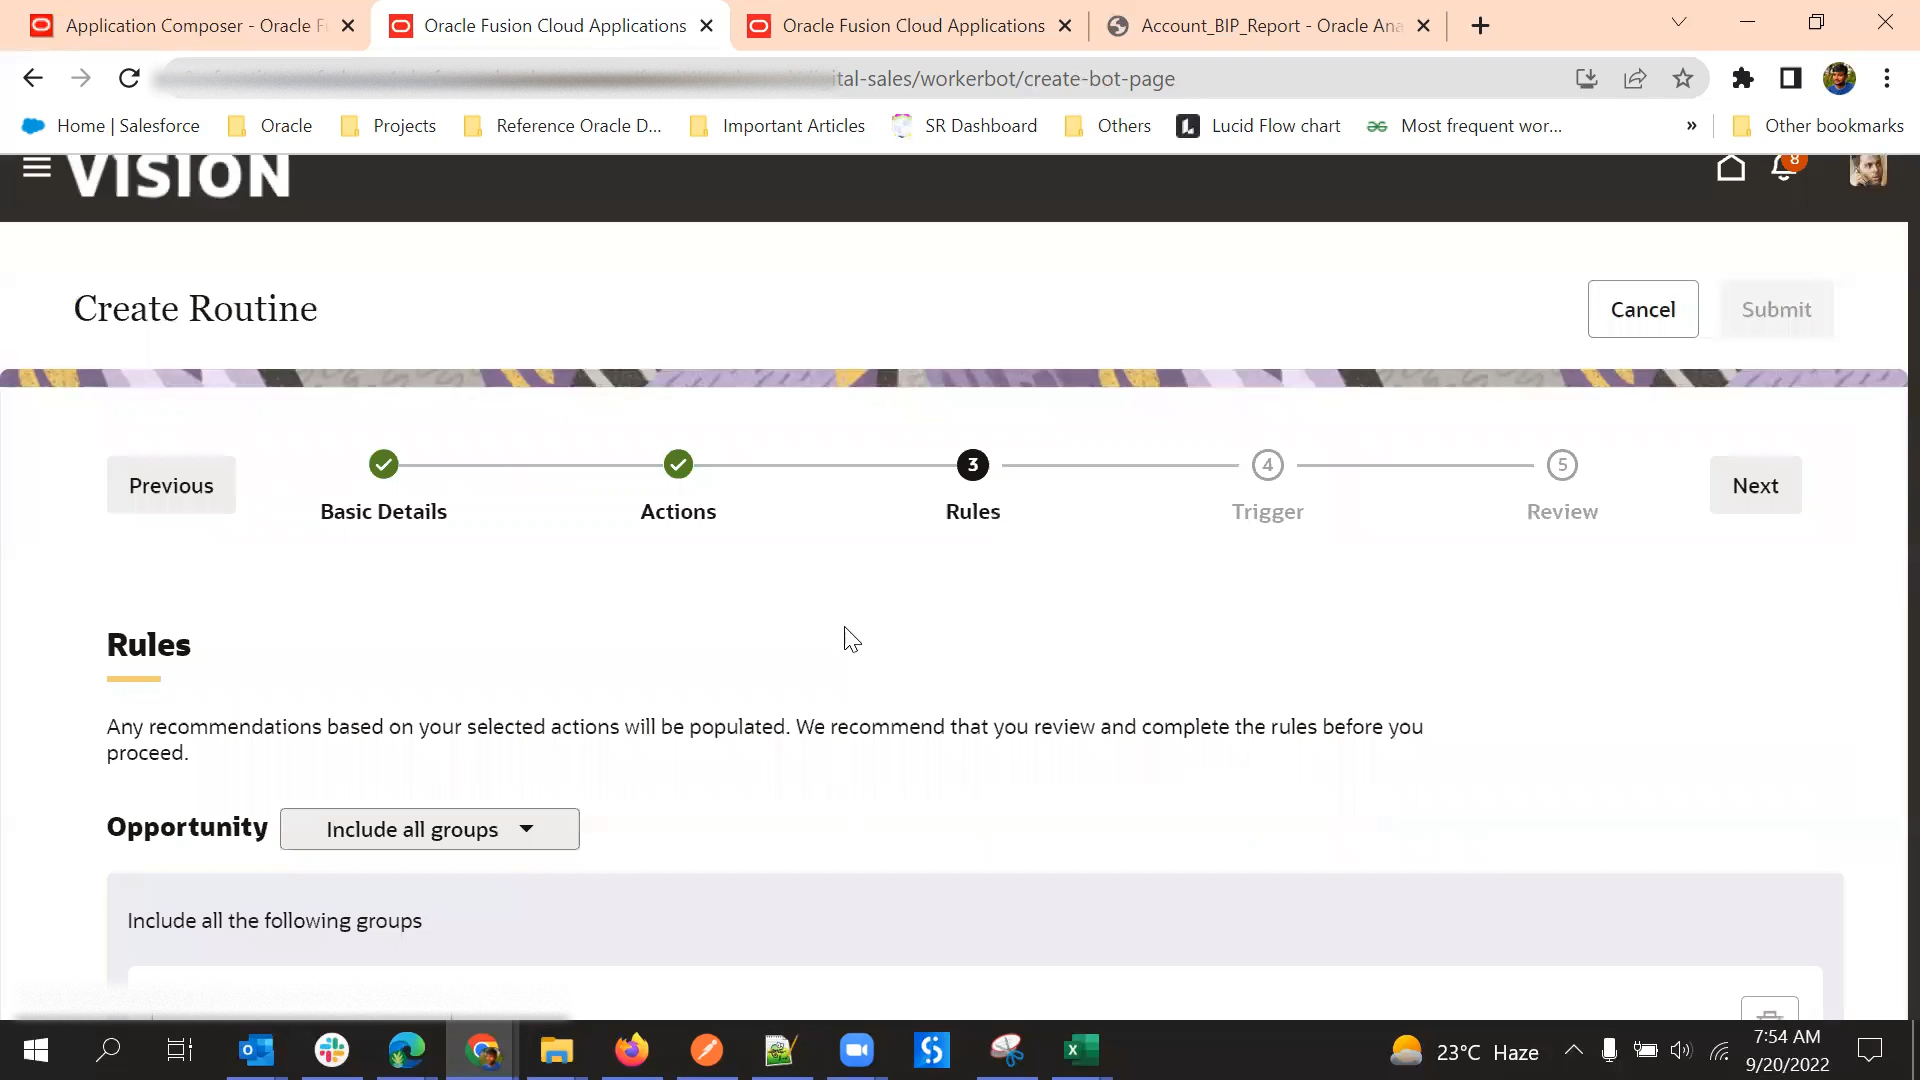 Application Composer - Oracle F
Oracle Fusion Cloud Applications
Oracle Fusion Cloud Applications
Account_BIP_Report - Oracle Ana
ital-sales/workerbot/create-bot-page
Home | Salesforce
Oracle
Projects
Reference Oracle D...
Important Articles
SR Dashboard
Others
Lucid Flow chart
Most frequent wor...
»
Other bookmarks
VISION
8
Create Routine
Cancel
Submit
Previous
3
4
5
Next
Basic Details
Actions
Rules
Trigger
Review
Rules
Any recommendations based on your selected actions will be populated. We recommend that you review and complete the rules before you
proceed.
Opportunity
Include all groups
Include all the following groups
23°C Haze
7:54 AM
9/20/2022